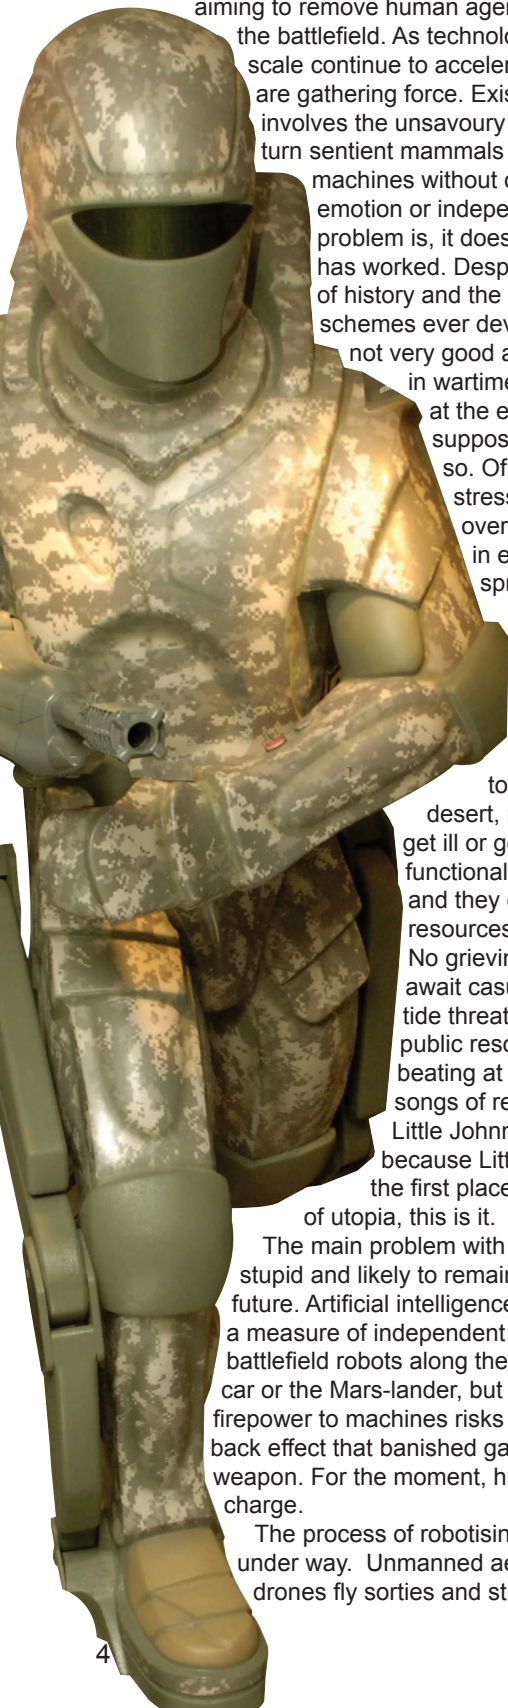 aiming to remove human agen
the battlefield. As technolo
scale continue to acceler
are gathering force. Exis
involves the unsavoury
turn sentient mammals
machines without
emotion or indepe
problem is, it does
has worked. Desp
of history and the
schemes ever dev
not very good a
in wartime
at the e
suppos
so. Of
stress
over
in e
spr
to
desert,
get ill or g
functional
and they
resources
No grievin
await casu
tide threat
public reso
beating at
songs of re
Little Johnn
because Litt
the first place
of utopia, this is it.
The main problem with
stupid and likely to remain
future. Artificial intelligence
a measure of independent
battlefield robots along the
car or the Mars-lander, but
firepower to machines risks
back effect that banished ga
weapon. For the moment, h
charge.
The process of robotisin
under way. Unmanned ae
drones fly sorties and st
4